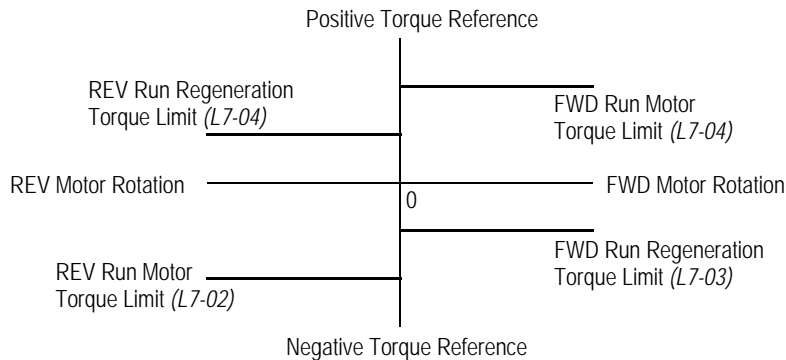 Positive Torque Reference
REV Run Regeneration
Torque Limit (L7-04)
FWD Run Motor
Torque Limit (L7-04)
REV Motor Rotation
0
FWD Motor Rotation
REV Run Motor
Torque Limit (L7-02)
FWD Run Regeneration
Torque Limit (L7-03)
Negative Torque Reference